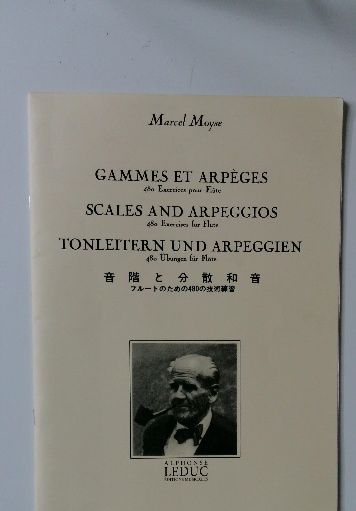 Marcel Moyse
GAMMES ET ARPÈGES
480 Exercices pour Flûte
SCALES AND ARPEGGIOS
480 Exercises for Flute
TONLEITERN UND ARPEGGIEN
480 Übungen für Flöte
音階と分散和音
フルートのための480の技術練習
ALPHONSE
LEDUC
EDITIONS MUSICALES